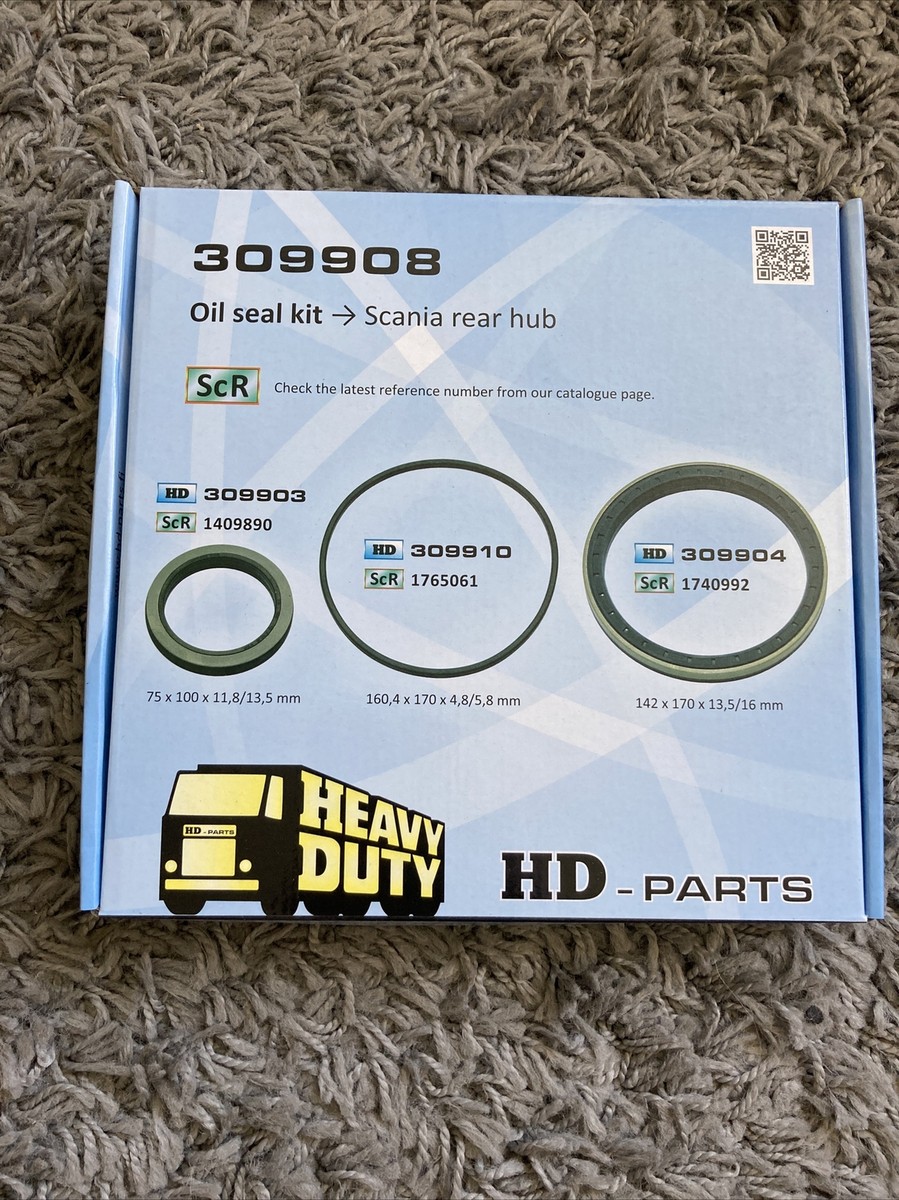 309908
Oil seal kit → Scania rear hub
ScR Check the latest reference number from our catalogue page.
HD 309903
ScR 1409890
75 x 100 x 11,8/13,5 mm
HD 309910
ScR 1765061
160,4 x 170 x 4,8/5,8 mm
HD 309904
ScR 1740992
142 x 170 x 13,5/16 mm
HD - PARTS
HEAVY
DUTY
HD - PARTS